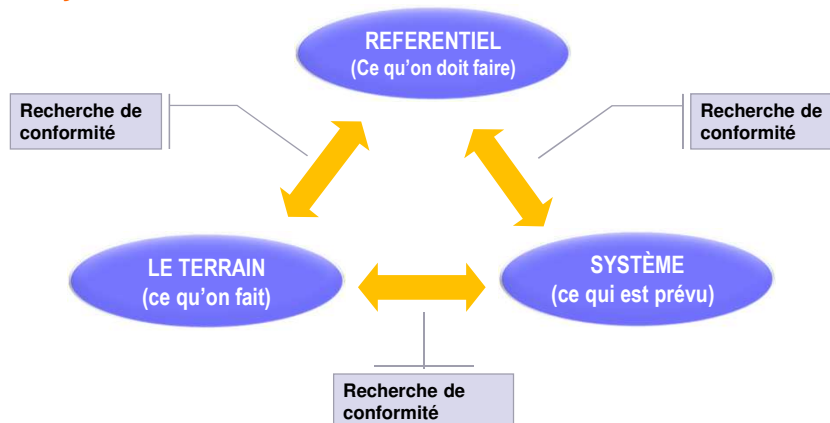 REFERENTIEL
(Ce qu'on doit faire)
Recherche de
conformité
Recherche de
conformité
LE TERRAIN
(ce qu'on fait)
SYSTÈME
(ce qui est prévu)
Recherche de
conformité